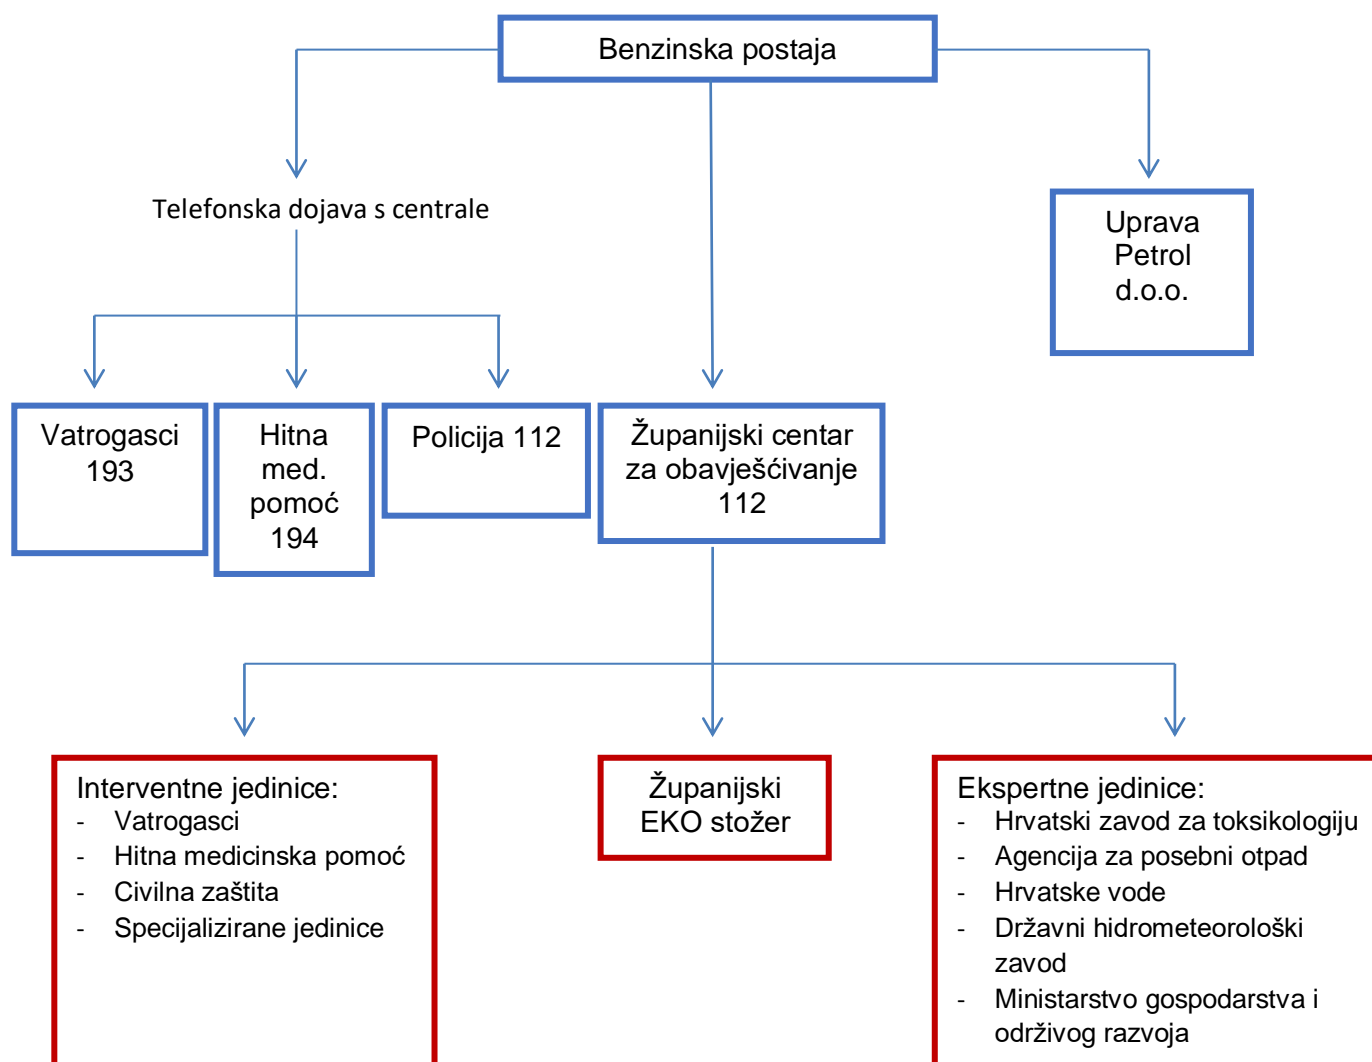 Benzinska postaja
Telefonska dojava s centrale
Uprava
Petrol
d.o.o.
Vatrogasci
193
Hitna
med.
pomoć
194
Policija 112
Županijski centar
za obavješćivanje
112
Interventne jedinice:
- Vatrogasci
- Hitna medicinska pomoć
- Civilna zaštita
- Specijalizirane jedinice
Županijski
EKO stožer
Ekspertne jedinice:
- Hrvatski zavod za toksikologiju
- Agencija za posebni otpad
- Hrvatske vode
- Državni hidrometeorološki
zavod
- Ministarstvo gospodarstva i
održivog razvoja